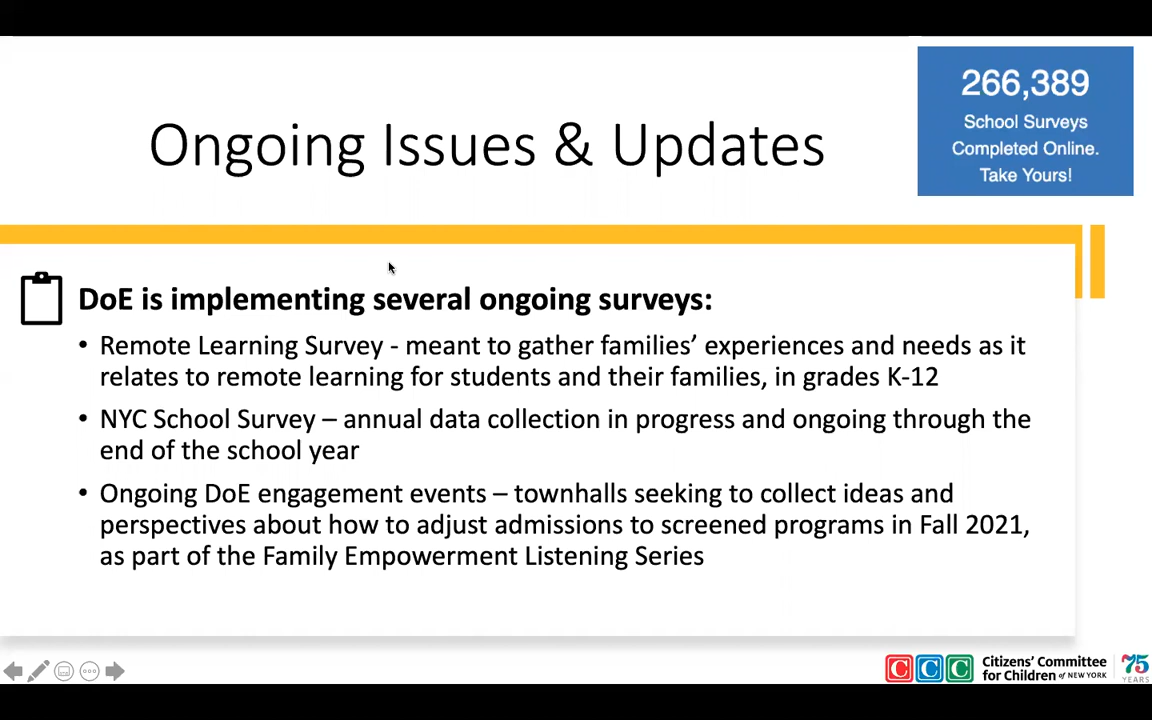 266,389
School Surveys
Completed Online.
Take Yours!
Ongoing Issues & Updates
DoE is implementing several ongoing surveys:
• Remote Learning Survey - meant to gather families’ experiences and needs as it
relates to remote learning for students and their families, in grades K-12
• NYC School Survey – annual data collection in progress and ongoing through the
end of the school year
• Ongoing DoE engagement events – townhalls seeking to collect ideas and
perspectives about how to adjust admissions to screened programs in Fall 2021,
as part of the Family Empowerment Listening Series
C C C
Citizens’ Committee
for Children of NEW YORK
75
YEARS